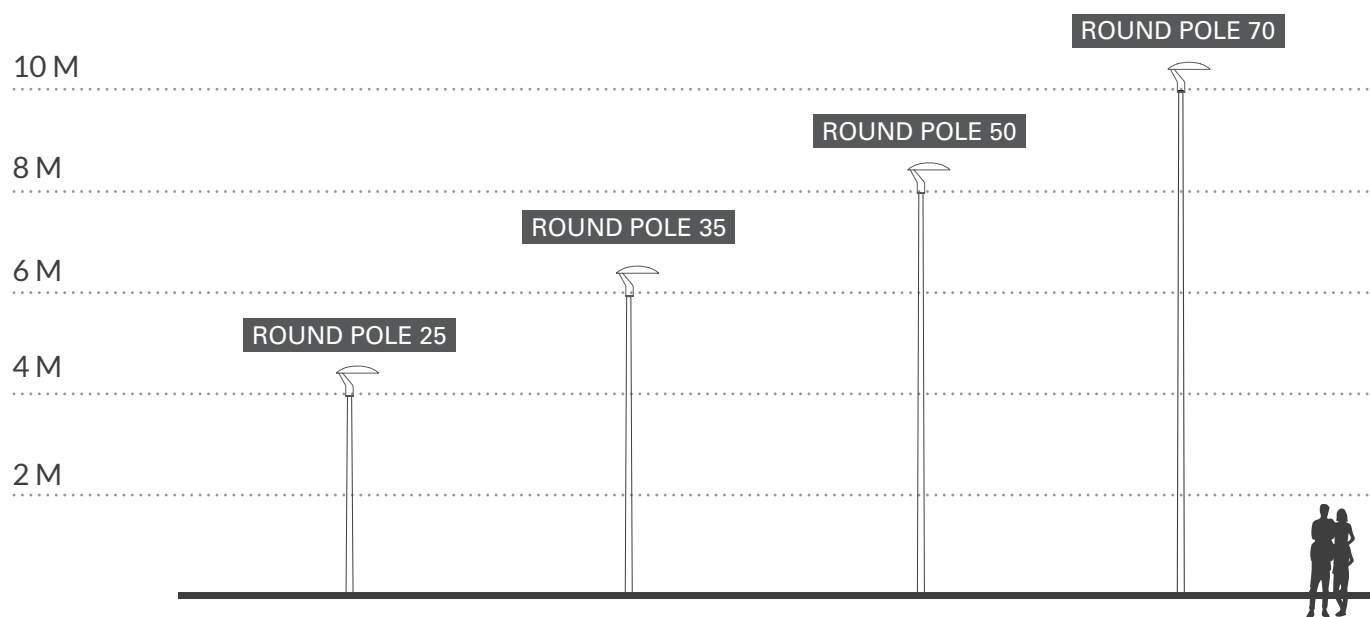 ROUND POLE 70
10 M
ROUND POLE 50
8 M
ROUND POLE 35
6 M
ROUND POLE 25
4 M
2 M